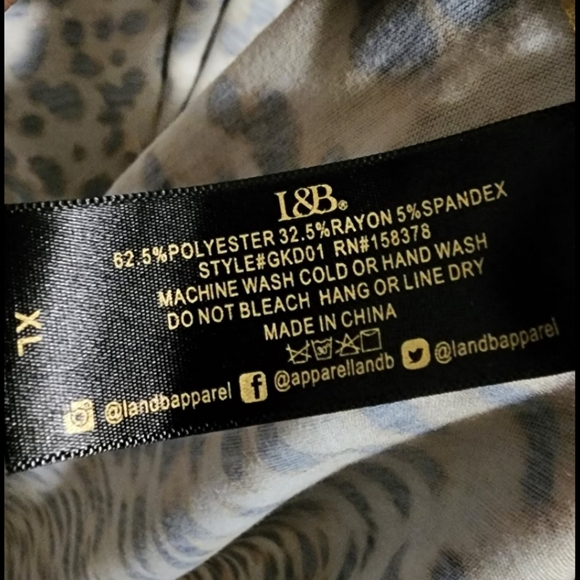 I&B®
62.5%POLYESTER 32.5%RAYON 5%SPANDEX
STYLE#GKD01 RN#158378
MACHINE WASH COLD OR HAND WASH
DO NOT BLEACH HANG OR LINE DRY
MADE IN CHINA
30°
@landbapparel f @apparellandb @landbapparel
XL